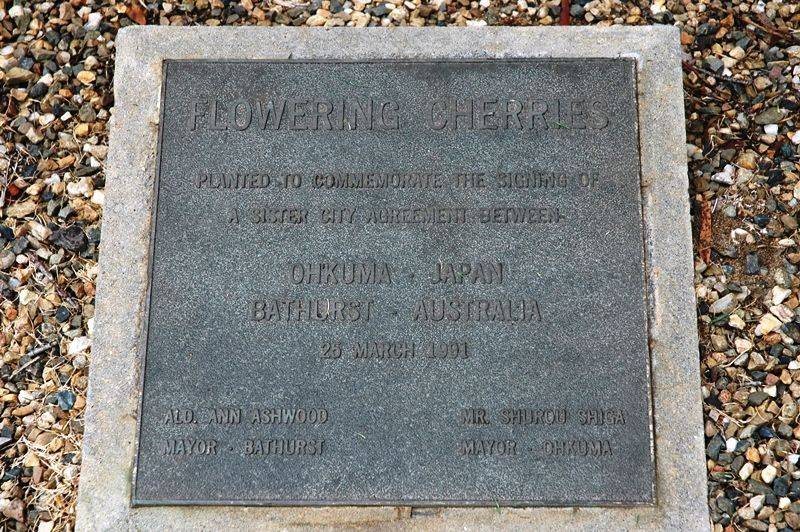 FLOWERING CHERRIES
PLANTED TO COMMEMORATE THE SIGNING OF
A SISTER CITY AGREEMENT BETWEEN-
OHKUMA · JAPAN
BATHURST · AUSTRALIA
25 MARCH 1991
ALD. ANN ASHWOOD MR. SHUROU SHIGA
MAYOR · BATHURST MAYOR · OHKUMA